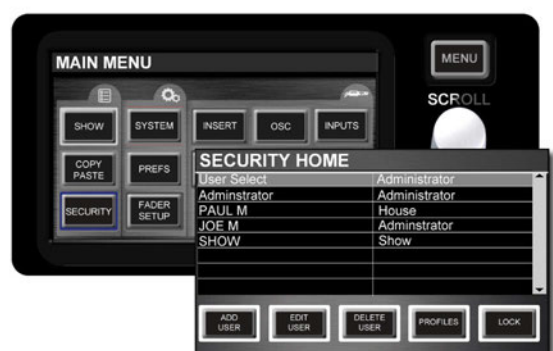 MAIN MENU
MENU
SCROLL
SHOW
SYSTEM
INSERT
OSC
INPUTS
COPY PASTE
PREFS
SECURITY
FADER SETUP
SECURITY HOME
User Select Administrator
Adminstrator Administrator
PAUL M House
JOE M Adminstrator
SHOW Show
ADD USER
EDIT USER
DELETE USER
PROFILES
LOCK